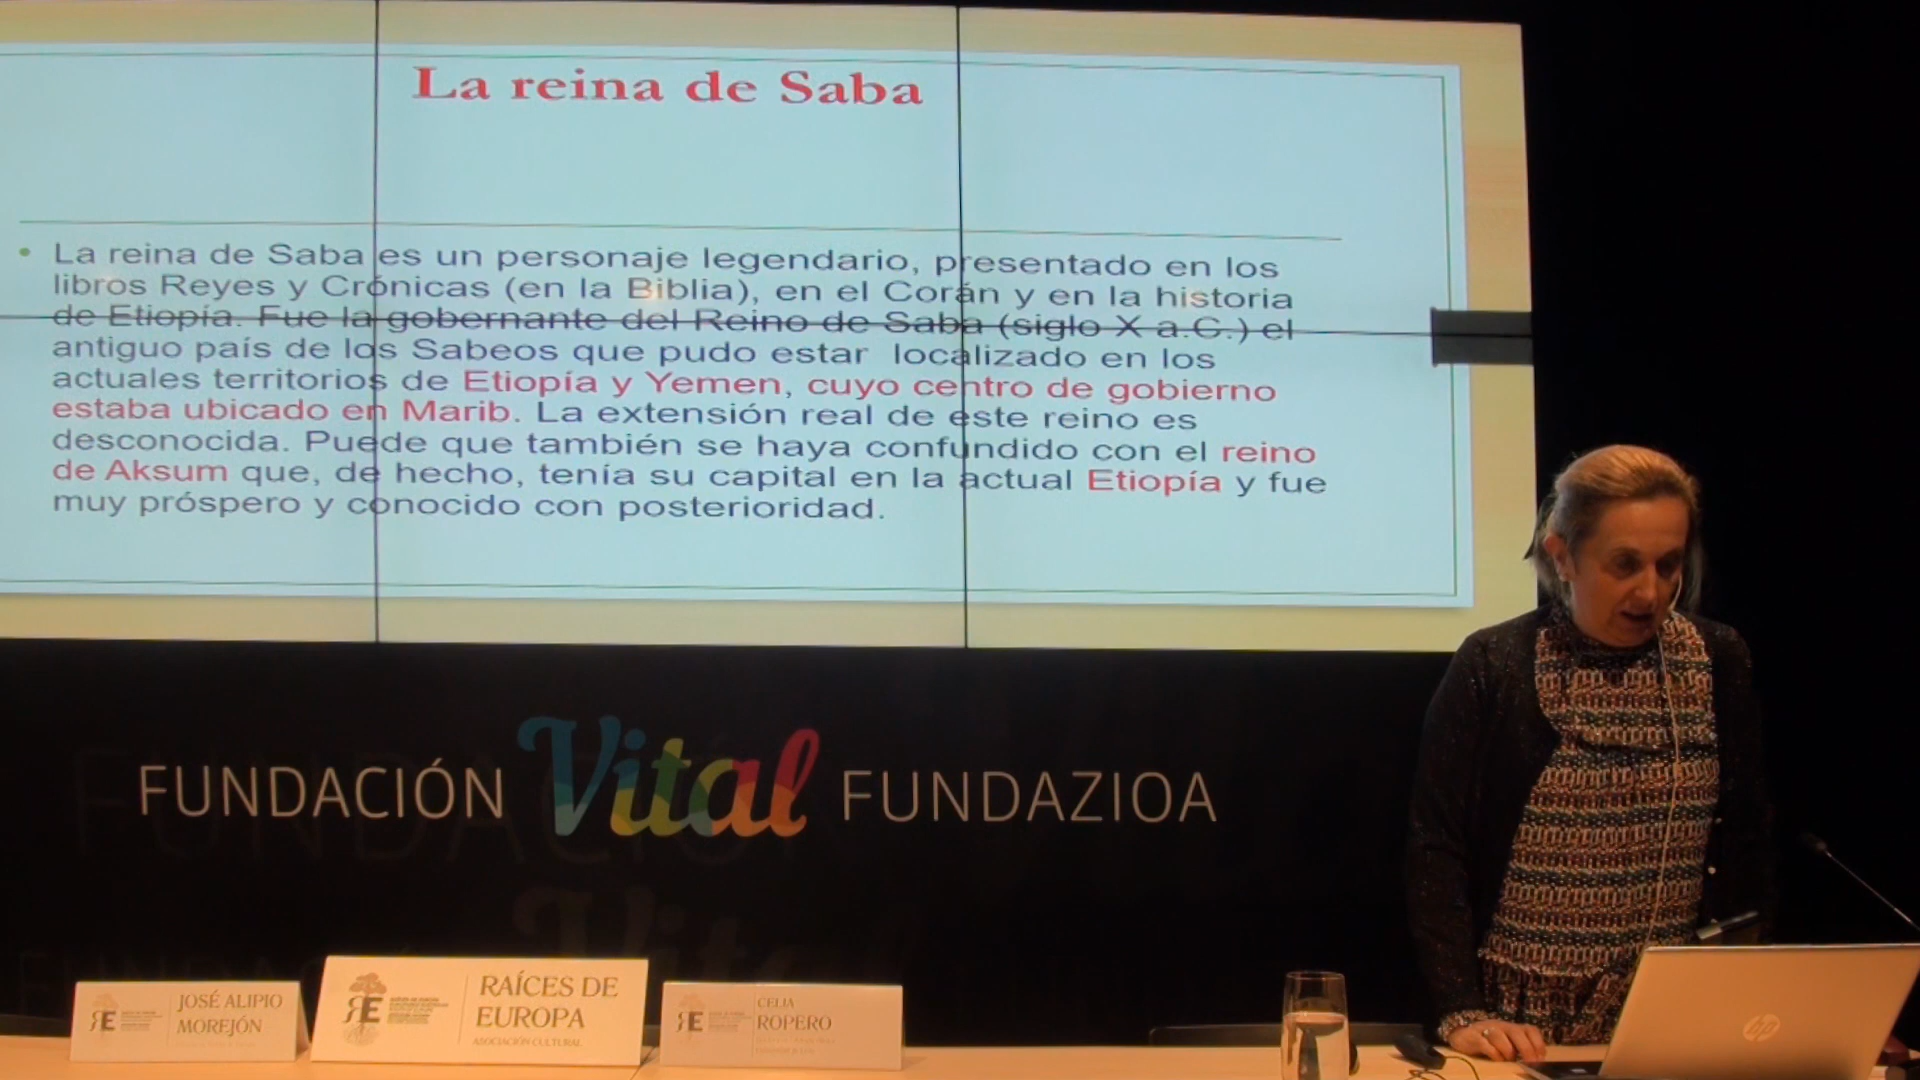 La reina de Saba
• La reina de Saba es un personaje legendario, presentado en los
libros Reyes y Crónicas (en la Biblia), en el Corán y en la historia
de Etiopía. Fue la gobernante del Reino de Saba (siglo X a.C.) el
antiguo país de los Sabeos que pudo estar localizado en los
actuales territorios de Etiopía y Yemen, cuyo centro de gobierno
estaba ubicado en Marib. La extensión real de este reino es
desconocida. Puede que también se haya confundido con el reino
de Aksum que, de hecho, tenía su capital en la actual Etiopía y fue
muy próspero y conocido con posterioridad.
FUNDACIÓN Vital FUNDAZIOA
JOSÉ ALIPIO
MOREJÓN
RE
RAÍCES DE
EUROPA
ASOCIACIÓN CULTURAL
CELIA
ROPERO
hp